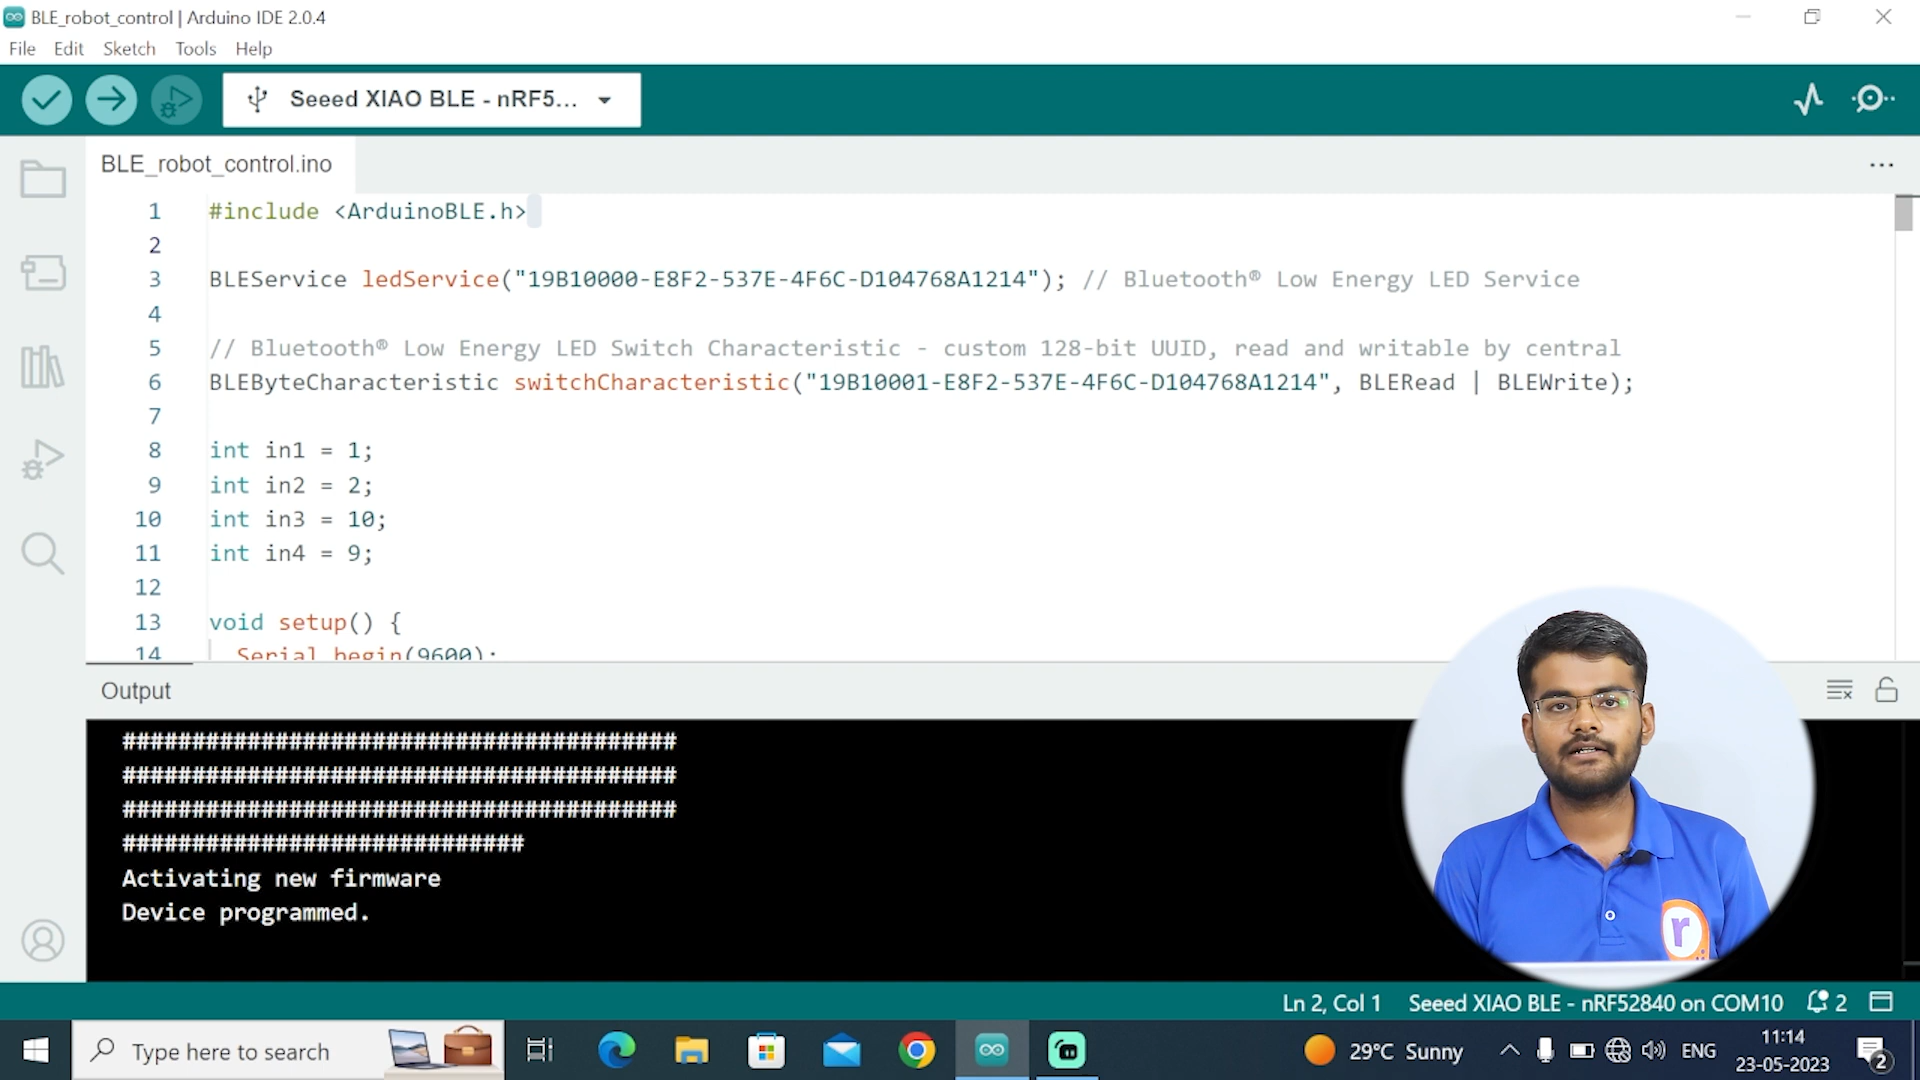 BLE_robot_control | Arduino IDE 2.0.4
File Edit Sketch Tools Help
Seeed XIAO BLE - nRF5...
BLE_robot_control.ino
1 #include <ArduinoBLE.h>
2
3 BLEService ledService("19B10000-E8F2-537E-4F6C-D104768A1214"); // Bluetooth® Low Energy LED Service
4
5 // Bluetooth® Low Energy LED Switch Characteristic - custom 128-bit UUID, read and writable by central
6 BLEByteCharacteristic switchCharacteristic("19B10001-E8F2-537E-4F6C-D104768A1214", BLERead | BLEWrite);
7
8 int in1 = 1;
9 int in2 = 2;
10 int in3 = 10;
11 int in4 = 9;
12
13 void setup() {
14 Serial.begin(9600);
Output
########################################
########################################
########################################
#############################
Activating new firmware
Device programmed.
r
Ln 2, Col 1 Seeed XIAO BLE - nRF52840 on COM10 2
Type here to search
29°C Sunny
ENG
11:14
23-05-2023
2